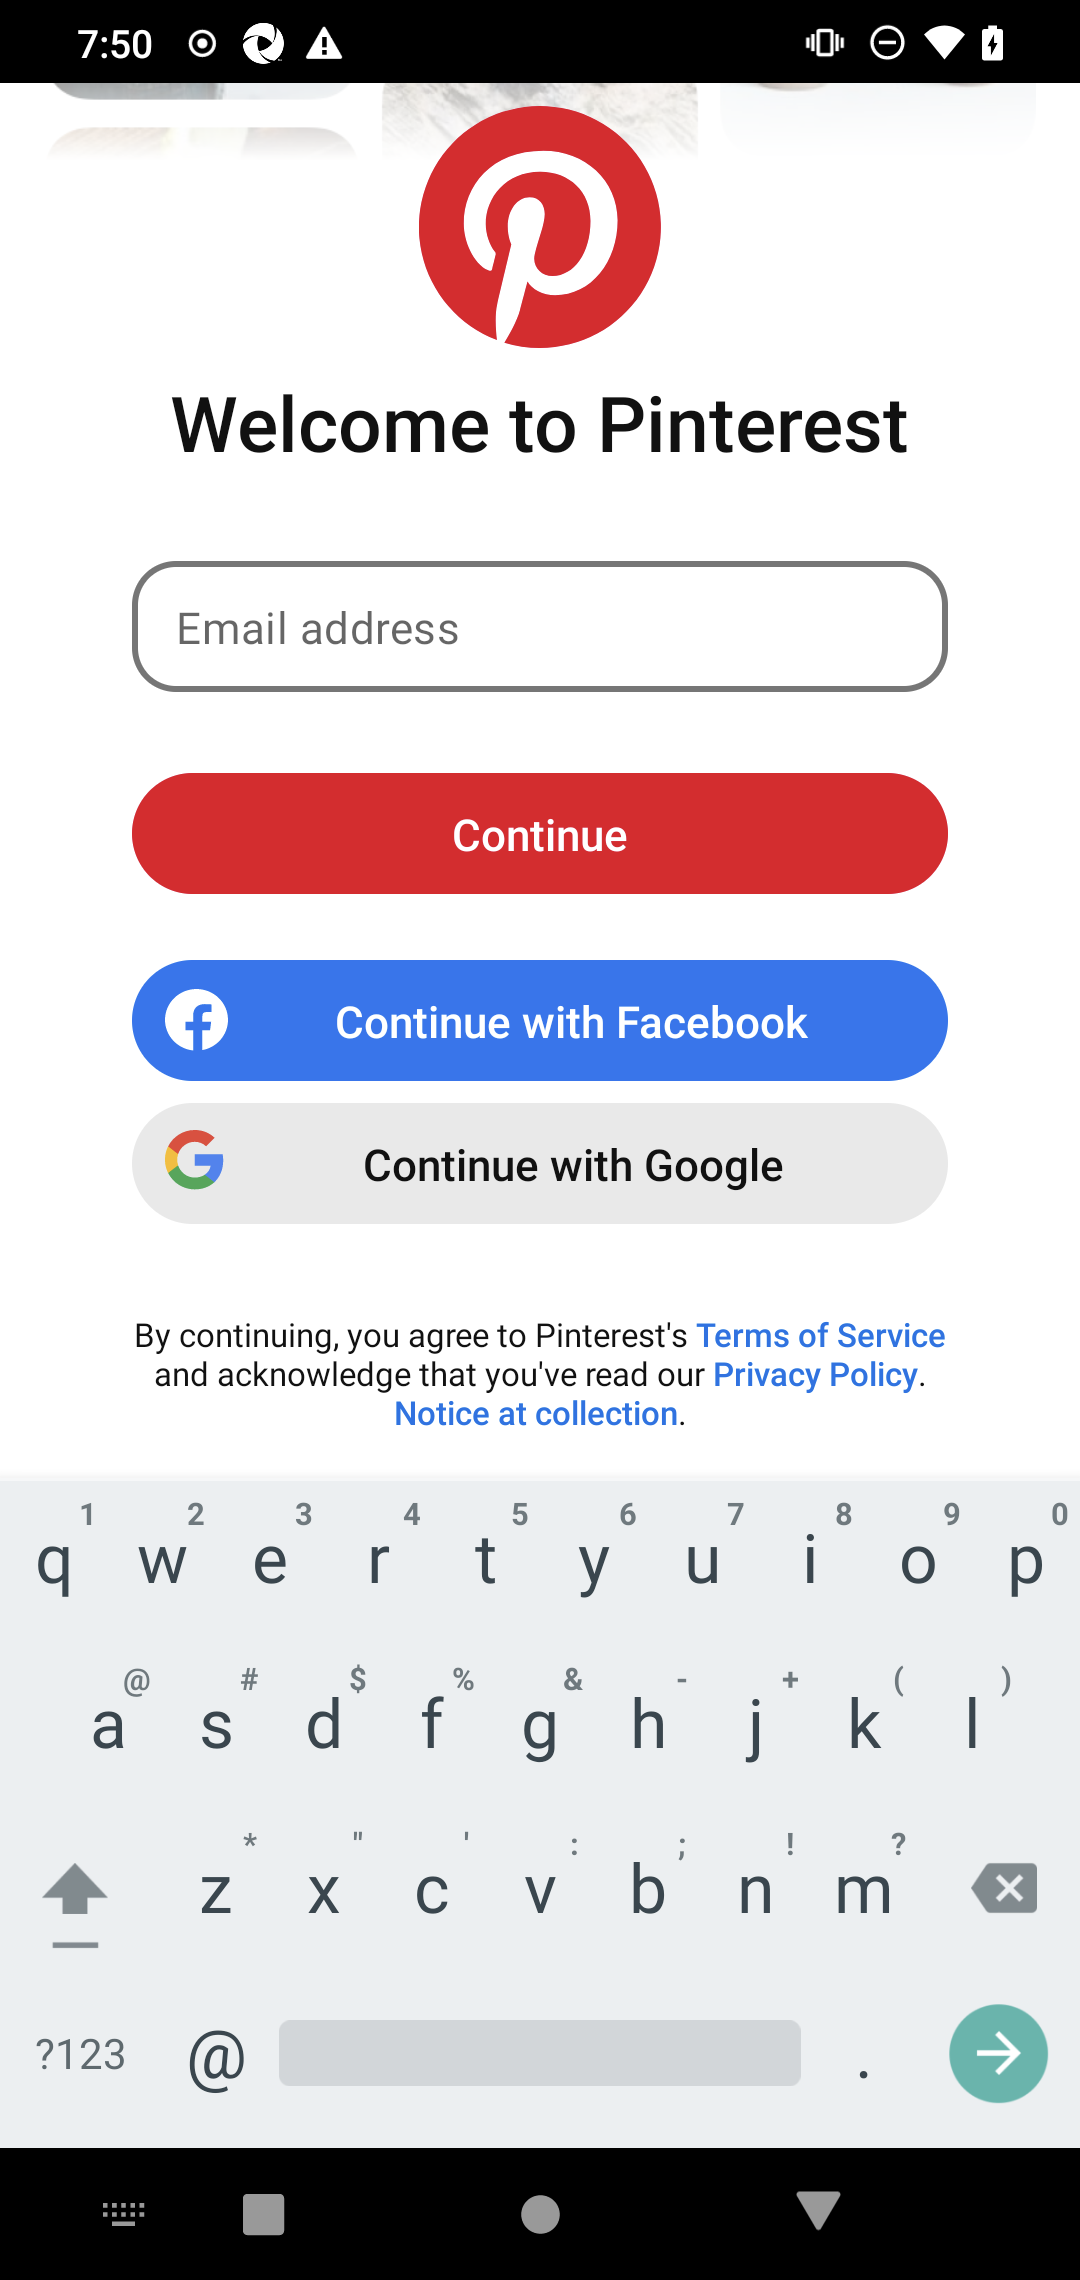 7:50
Welcome to Pinterest
Email address
Continue
Continue with Facebook
Continue with Google
By continuing, you agree to Pinterest's Terms of Service
and acknowledge that you've read our Privacy Policy.
Notice at collection.
1 2 3 4 5 6 7 8 9 0
q w e r t y u i o p
@ # $ % & - + ( )
a s d f g h j k l
* " ' : ; ! ?
z x c v b n m
?123 @ .